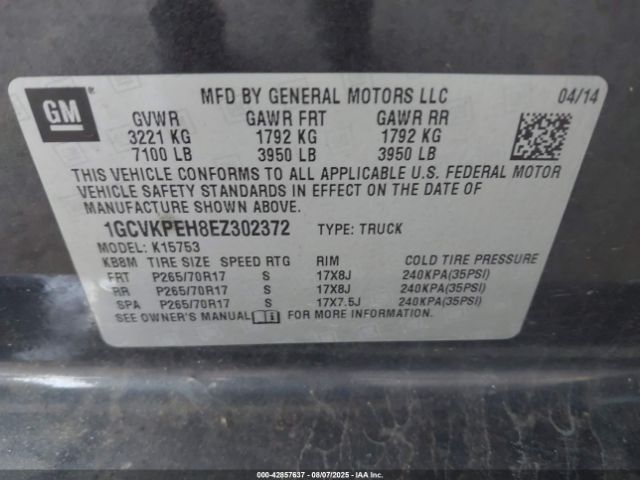 GM ®
MFD BY GENERAL MOTORS LLC 04/14
GVWR GAWR FRT GAWR RR
3221 KG 1792 KG 1792 KG
7100 LB 3950 LB 3950 LB
THIS VEHICLE CONFORMS TO ALL APPLICABLE U.S. FEDERAL MOTOR
VEHICLE SAFETY STANDARDS IN EFFECT ON THE DATE OF
MANUFACTURE SHOWN ABOVE.
1GCVKPEH8EZ302372 TYPE: TRUCK
MODEL: K15753
KB8M TIRE SIZE SPEED RTG RIM COLD TIRE PRESSURE
FRT P265/70R17 S 17X8J 240KPA(35PSI)
RR P265/70R17 S 17X8J 240KPA(35PSI)
SPA P265/70R17 S 17X7.5J 240KPA(35PSI)
SEE OWNER'S MANUAL FOR MORE INFORMATION.
000-42857637 - 08/07/2025 - IAAI.CA